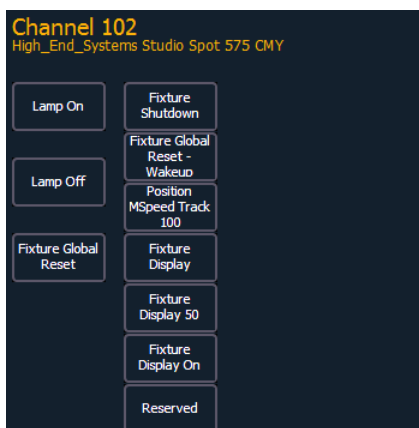 Channel 102
High_End_Systems Studio Spot 575 CMY
Lamp On
Fixture
Shutdown
Fixture Global
Reset -
Wakeup
Lamp Off
Position
MSpeed Track
100
Fixture Global
Reset
Fixture
Display
Fixture
Display 50
Fixture
Display On
Reserved